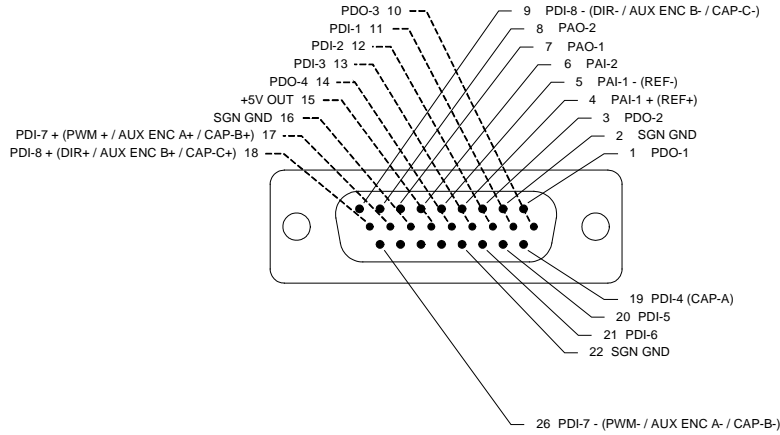 PDO-3 10
PDI-1 11
PDI-2 12
PDI-3 13
PDO-4 14
+5V OUT 15
SGN GND 16
PDI-7 + (PWM + / AUX ENC A+ / CAP-B+) 17
PDI-8 + (DIR+ / AUX ENC B+ / CAP-C+) 18
9 PDI-8 - (DIR- / AUX ENC B- / CAP-C-)
8 PAO-2
7 PAO-1
6 PAI-2
5 PAI-1 - (REF-)
4 PAI-1 + (REF+)
3 PDO-2
2 SGN GND
1 PDO-1
19 PDI-4 (CAP-A)
20 PDI-5
21 PDI-6
22 SGN GND
26 PDI-7 - (PWM- / AUX ENC A- / CAP-B-)